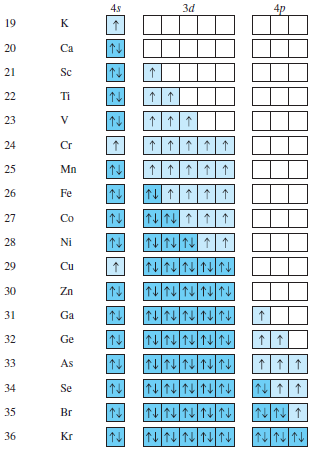 4s 3d 4p
19 K ↑
20 Ca ↑↓
21 Sc ↑↓ ↑
22 Ti ↑↓ ↑ ↑
23 V ↑↓ ↑ ↑ ↑
24 Cr ↑ ↑ ↑ ↑ ↑ ↑
25 Mn ↑↓ ↑ ↑ ↑ ↑ ↑
26 Fe ↑↓ ↑↓ ↑ ↑ ↑ ↑
27 Co ↑↓ ↑↓ ↑↓ ↑ ↑ ↑
28 Ni ↑↓ ↑↓ ↑↓ ↑↓ ↑ ↑
29 Cu ↑ ↑↓ ↑↓ ↑↓ ↑↓ ↑↓
30 Zn ↑↓ ↑↓ ↑↓ ↑↓ ↑↓ ↑↓
31 Ga ↑↓ ↑↓ ↑↓ ↑↓ ↑↓ ↑↓ ↑
32 Ge ↑↓ ↑↓ ↑↓ ↑↓ ↑↓ ↑↓ ↑ ↑
33 As ↑↓ ↑↓ ↑↓ ↑↓ ↑↓ ↑↓ ↑ ↑ ↑
34 Se ↑↓ ↑↓ ↑↓ ↑↓ ↑↓ ↑↓ ↑↓ ↑ ↑
35 Br ↑↓ ↑↓ ↑↓ ↑↓ ↑↓ ↑↓ ↑↓ ↑↓ ↑
36 Kr ↑↓ ↑↓ ↑↓ ↑↓ ↑↓ ↑↓ ↑↓ ↑↓ ↑↓